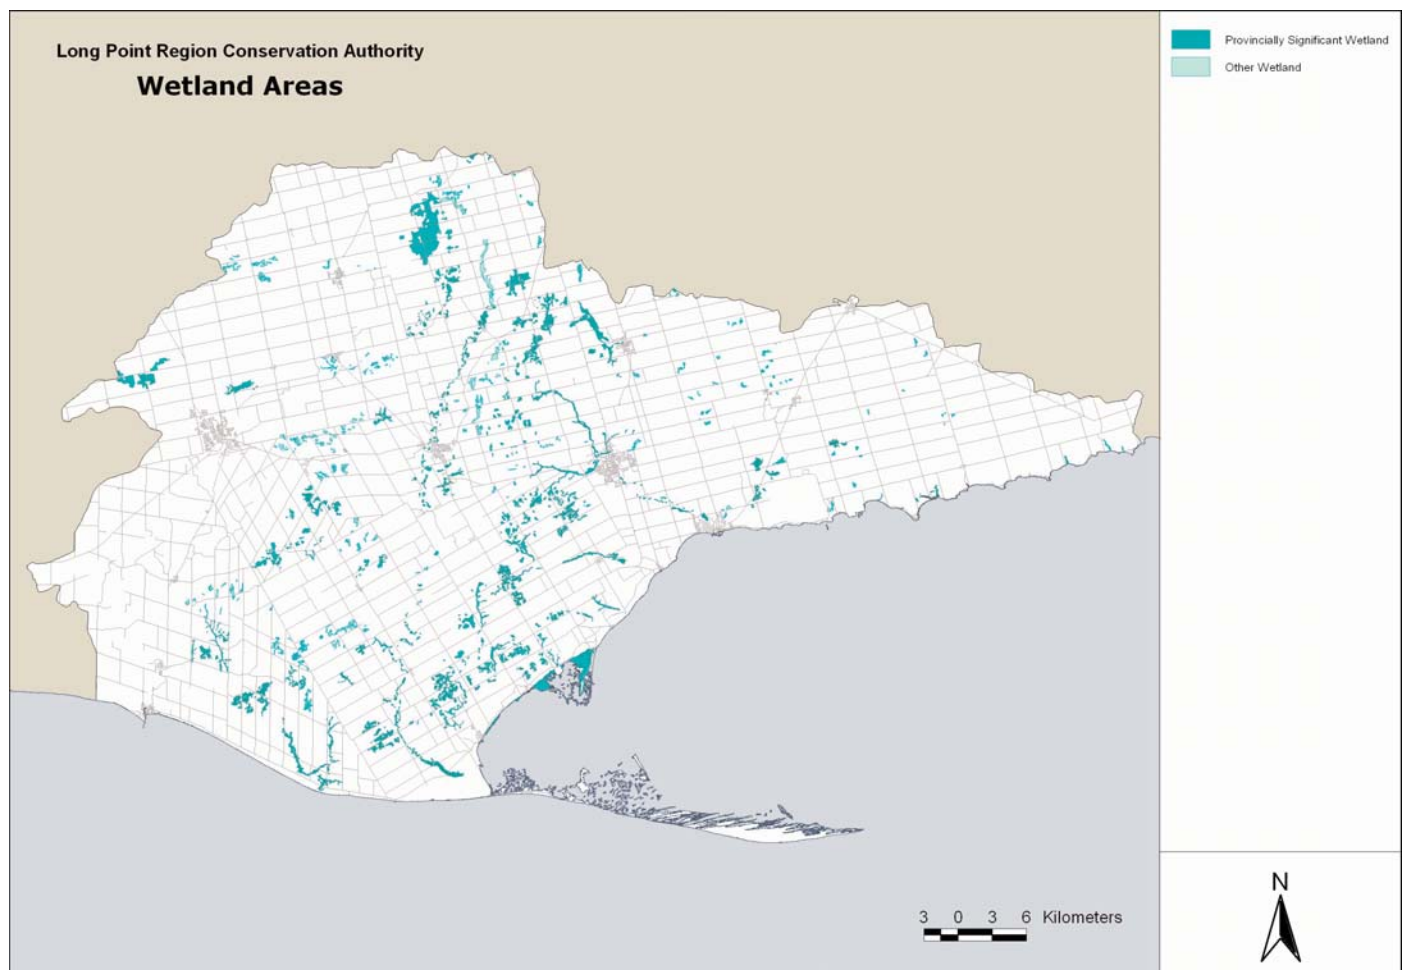 Long Point Region Conservation Authority
Wetland Areas
Provincially Significant Wetland
Other Wetland
N
3 0 3 6 Kilometers